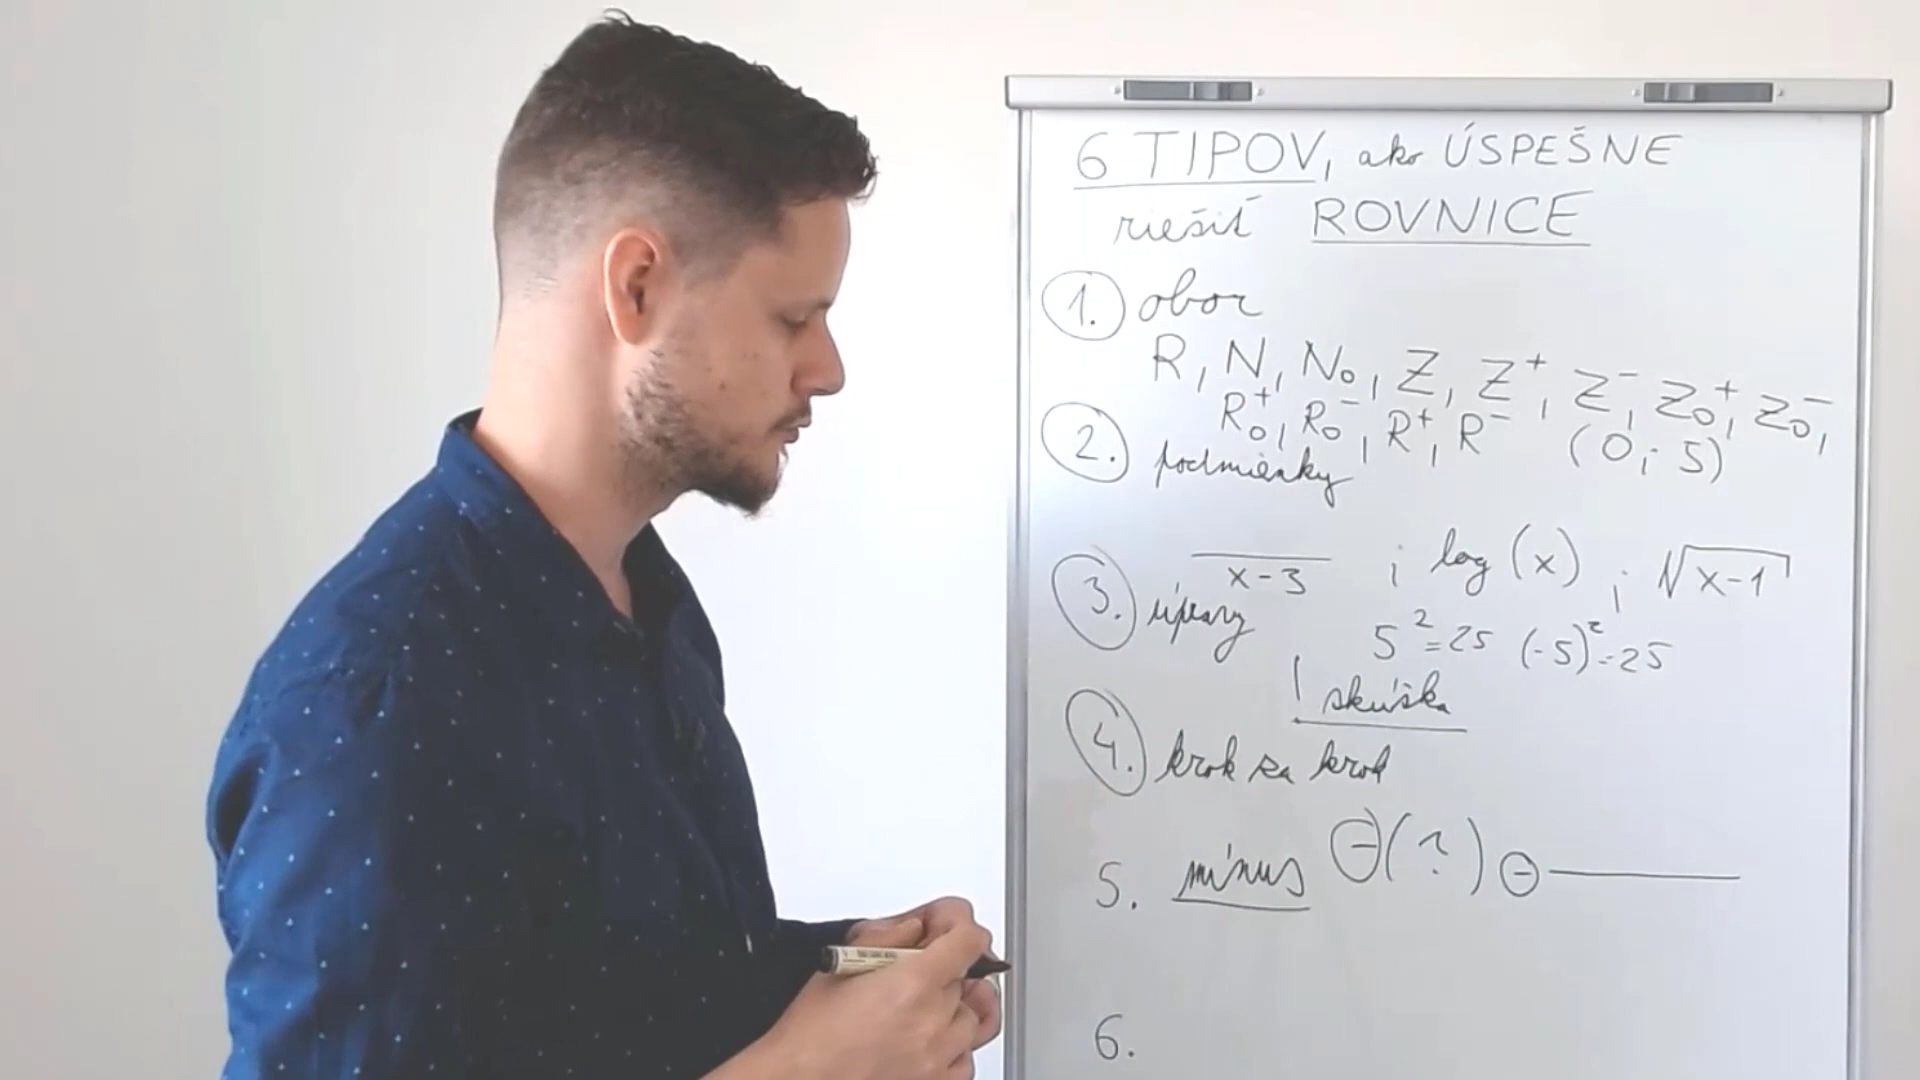 6 TIPOV, ako ÚSPEŠNE
riešiť ROVNICE
1. obor
R, N, N₀, Z, Z⁺, Z⁻, Z₀⁺, Z₀⁻,
R₀⁺, R₀⁻, R⁺, R⁻ (0; 5)
2. podmienky
x-3 ; log (x) ; √x-1
3. úpravy 5² = 25 (-5)² = 25
! skúška
4. krok za krok
5. mínus -(?) -
6.